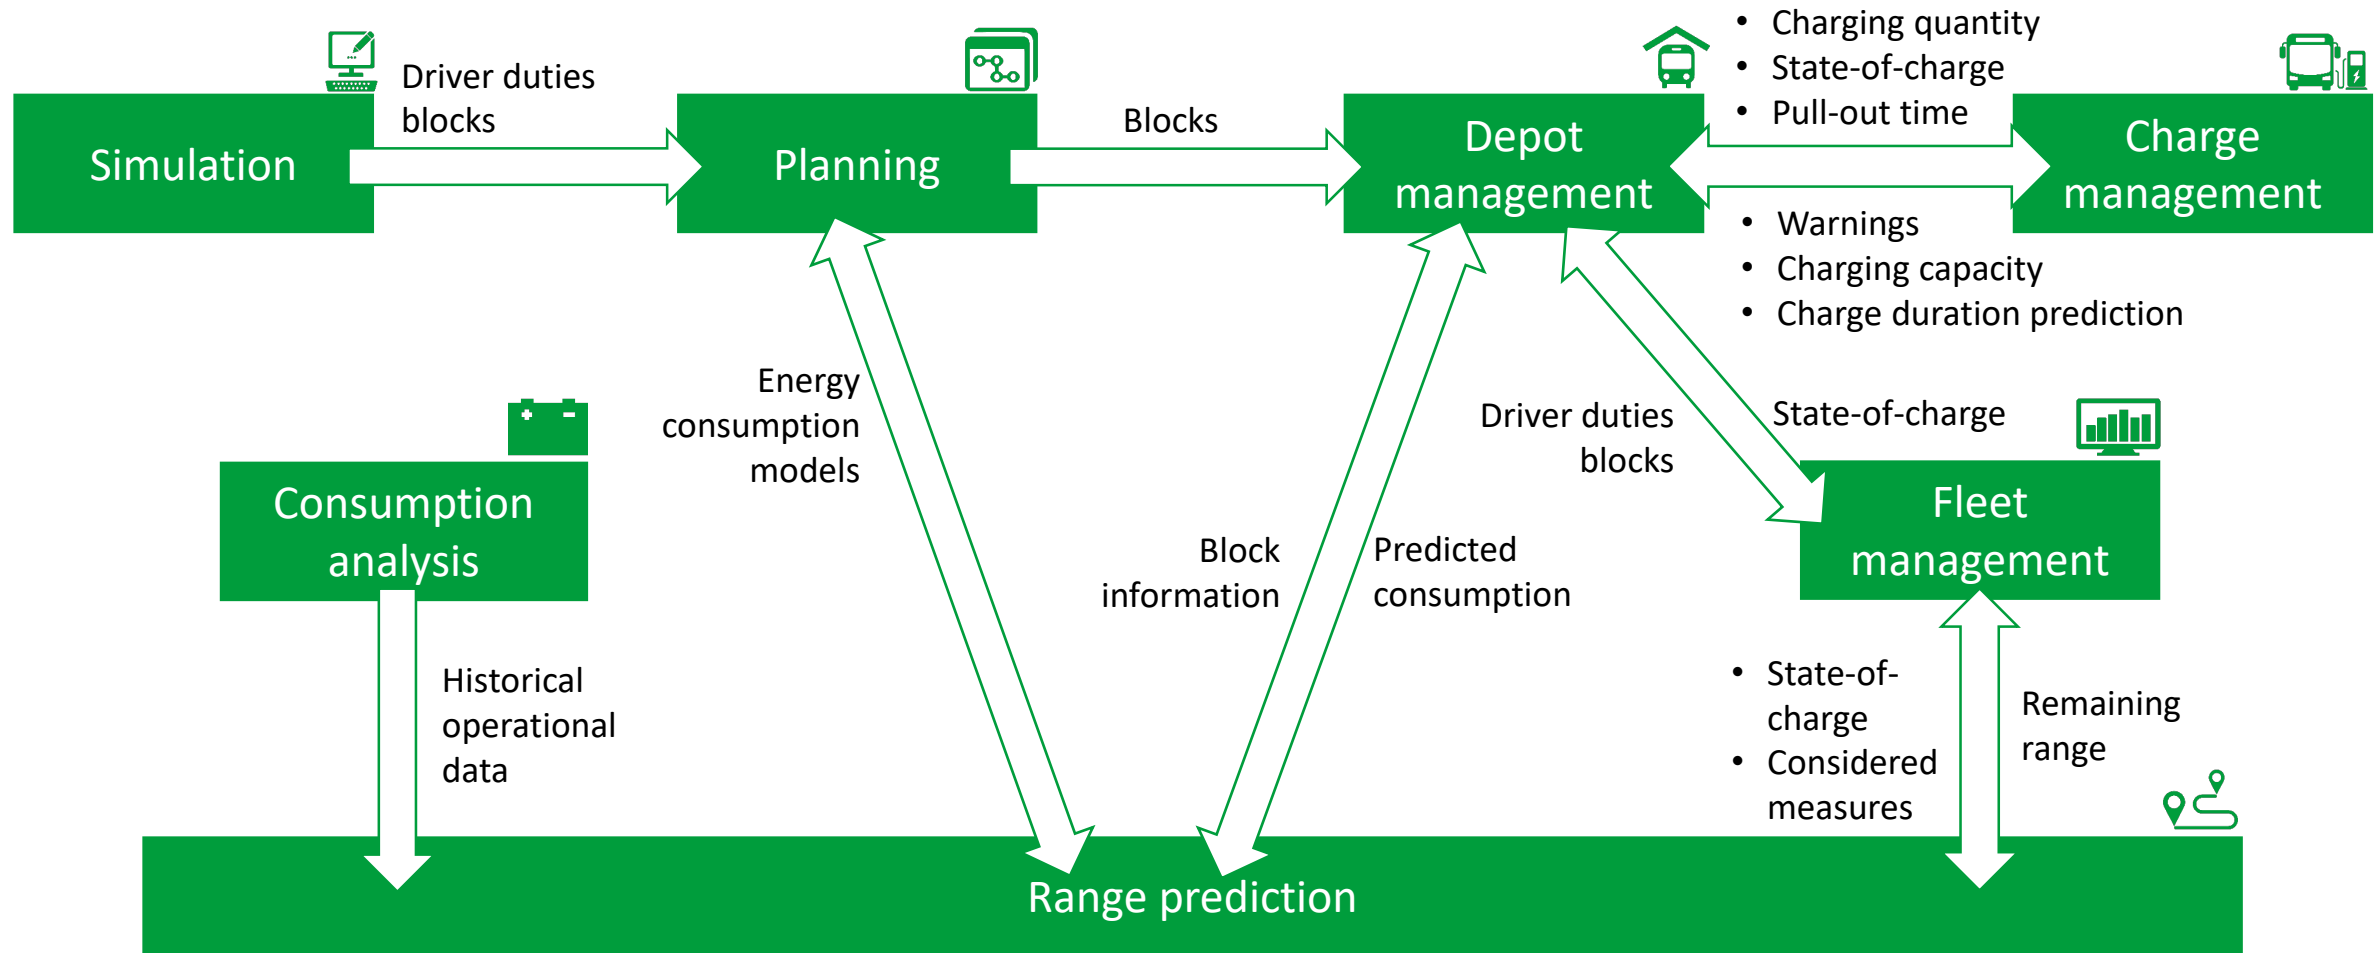 Driver duties
blocks
Simulation
Planning
Blocks
Depot
management
• Charging quantity
• State-of-charge
• Pull-out time
Charge
management
• Warnings
• Charging capacity
• Charge duration prediction
Energy
consumption
models
Driver duties
blocks
State-of-charge
Consumption
analysis
Fleet
management
Block
information
Predicted
consumption
Historical
operational
data
• State-of-
charge
• Considered
measures
Remaining
range
Range prediction